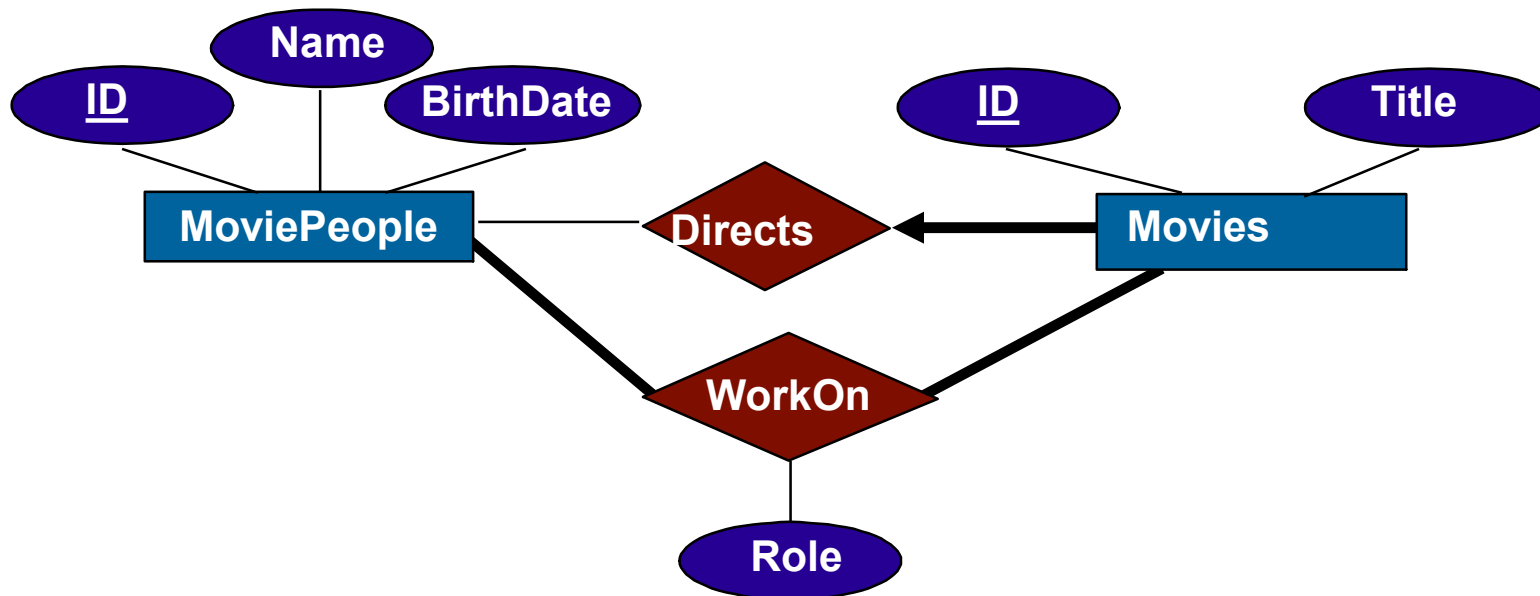 Name
ID
BirthDate
ID
Title
MoviePeople
Directs
Movies
WorkOn
Role